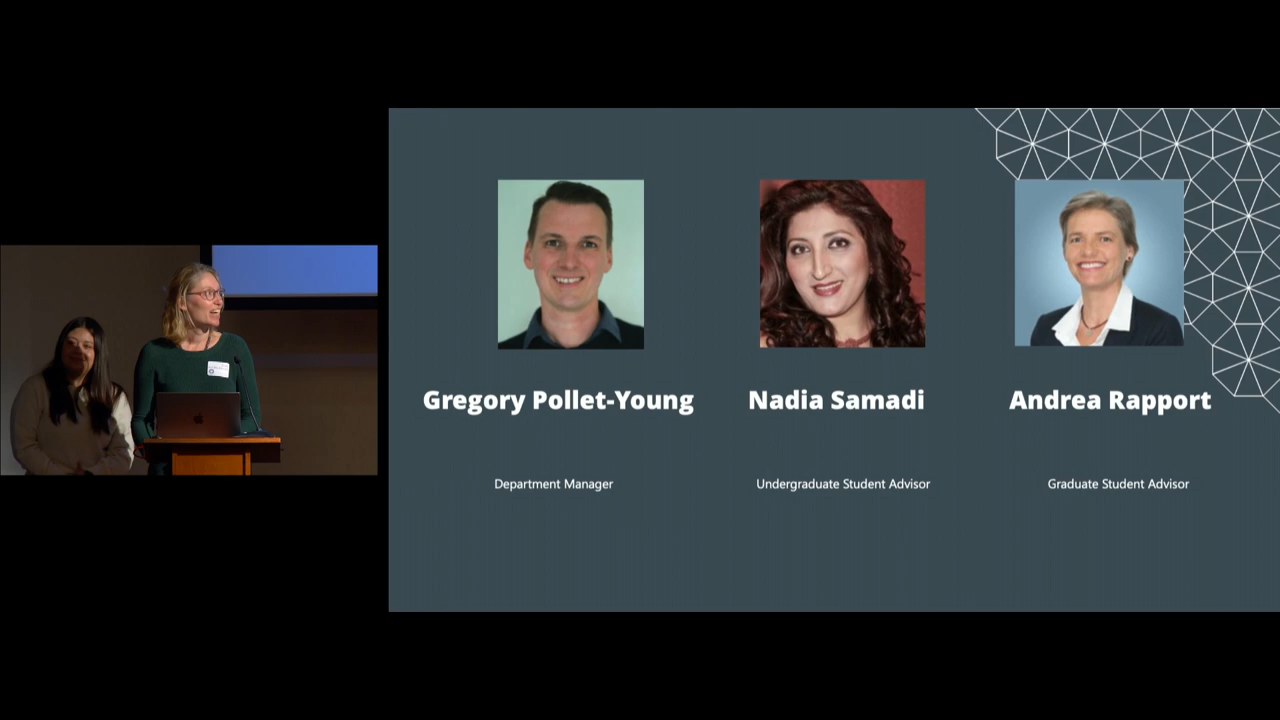 Gregory Pollet-Young
Nadia Samadi
Andrea Rapport
Department Manager
Undergraduate Student Advisor
Graduate Student Advisor